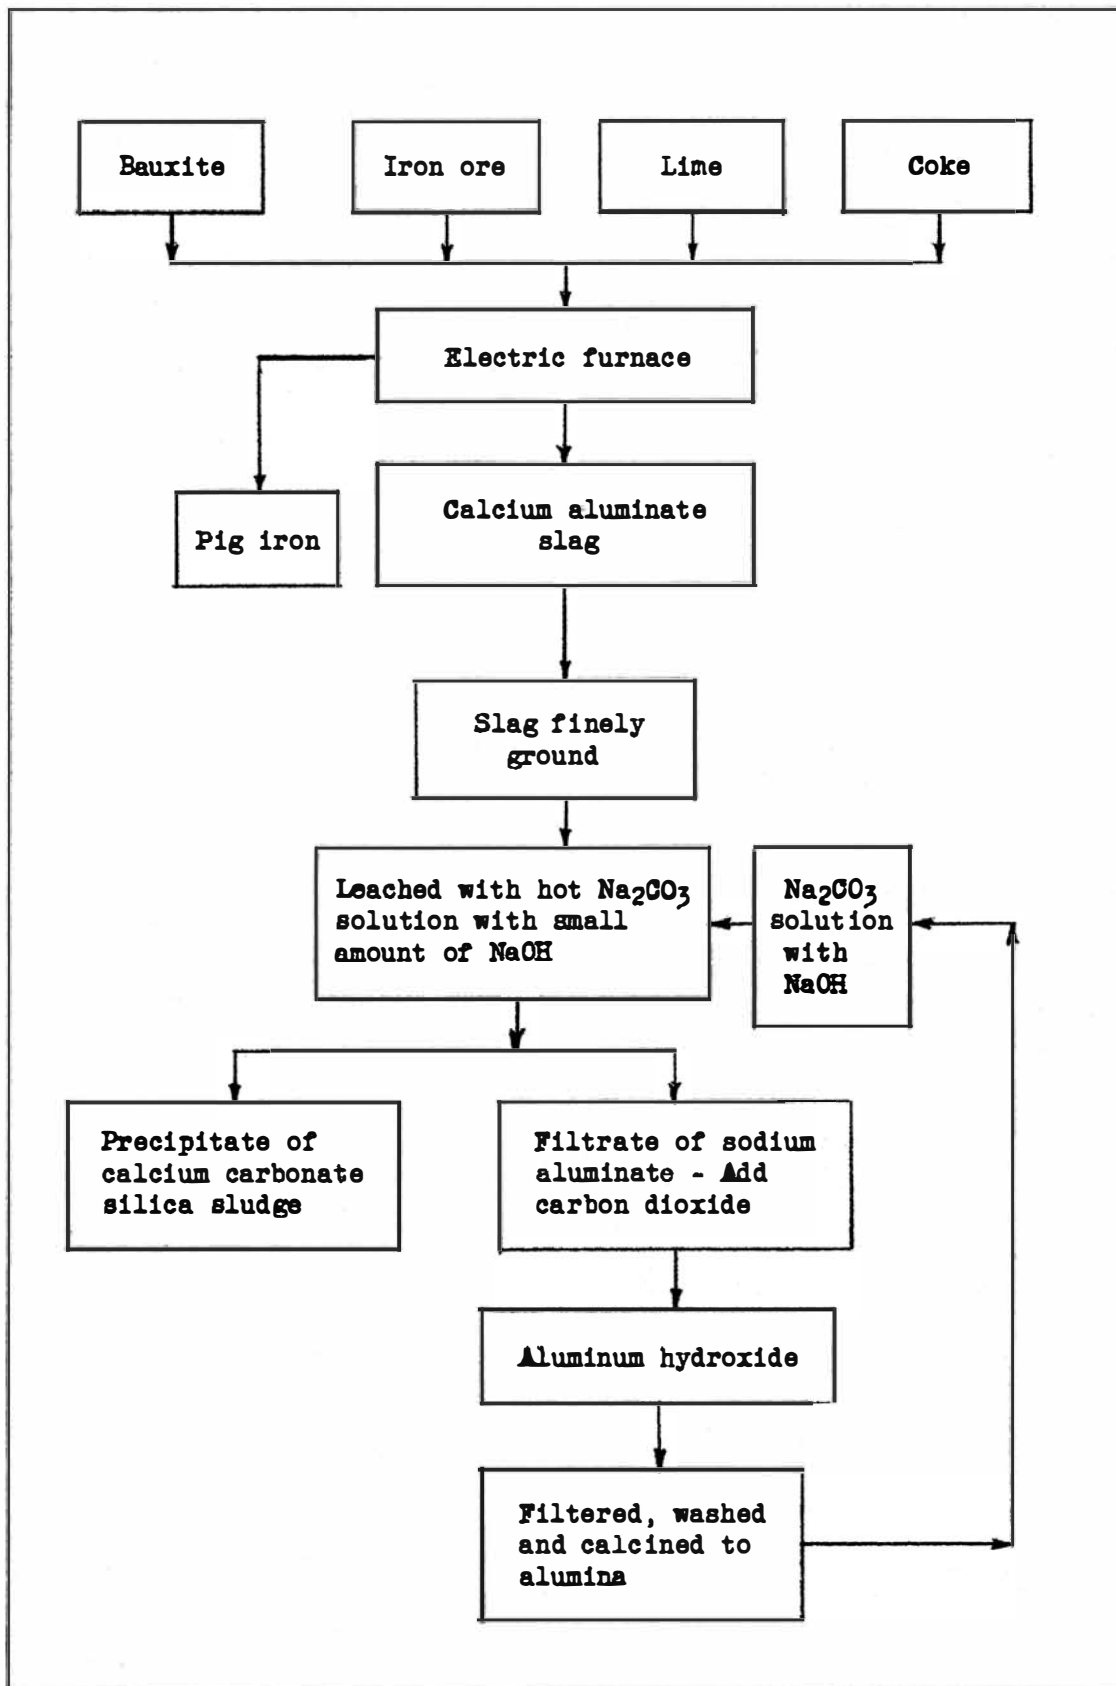 Bauxite
Iron ore
Lime
Coke
Electric furnace
Pig iron
Calcium aluminate
slag
Slag finely
ground
Leached with hot Na₂CO₃
solution with small
amount of NaOH
Na₂CO₃
solution
with
NaOH
Precipitate of
calcium carbonate
silica sludge
Filtrate of sodium
aluminate - Add
carbon dioxide
Aluminum hydroxide
Filtered, washed
and calcined to
alumina